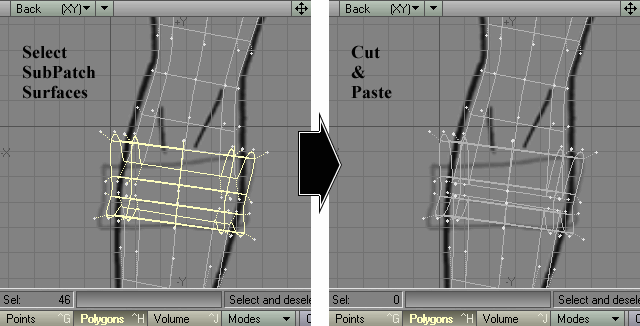 Back (XY)
Back (XY)
+Y
+Y
Select
SubPatch
Surfaces
Cut
&
Paste
-X
-X
-Y
-Y
Sel: 46
Select and desele
Sel: 0
Select and desele
Points ^G Polygons ^H Volume ^J Modes C
Points ^G Polygons ^H Volume ^J Modes C